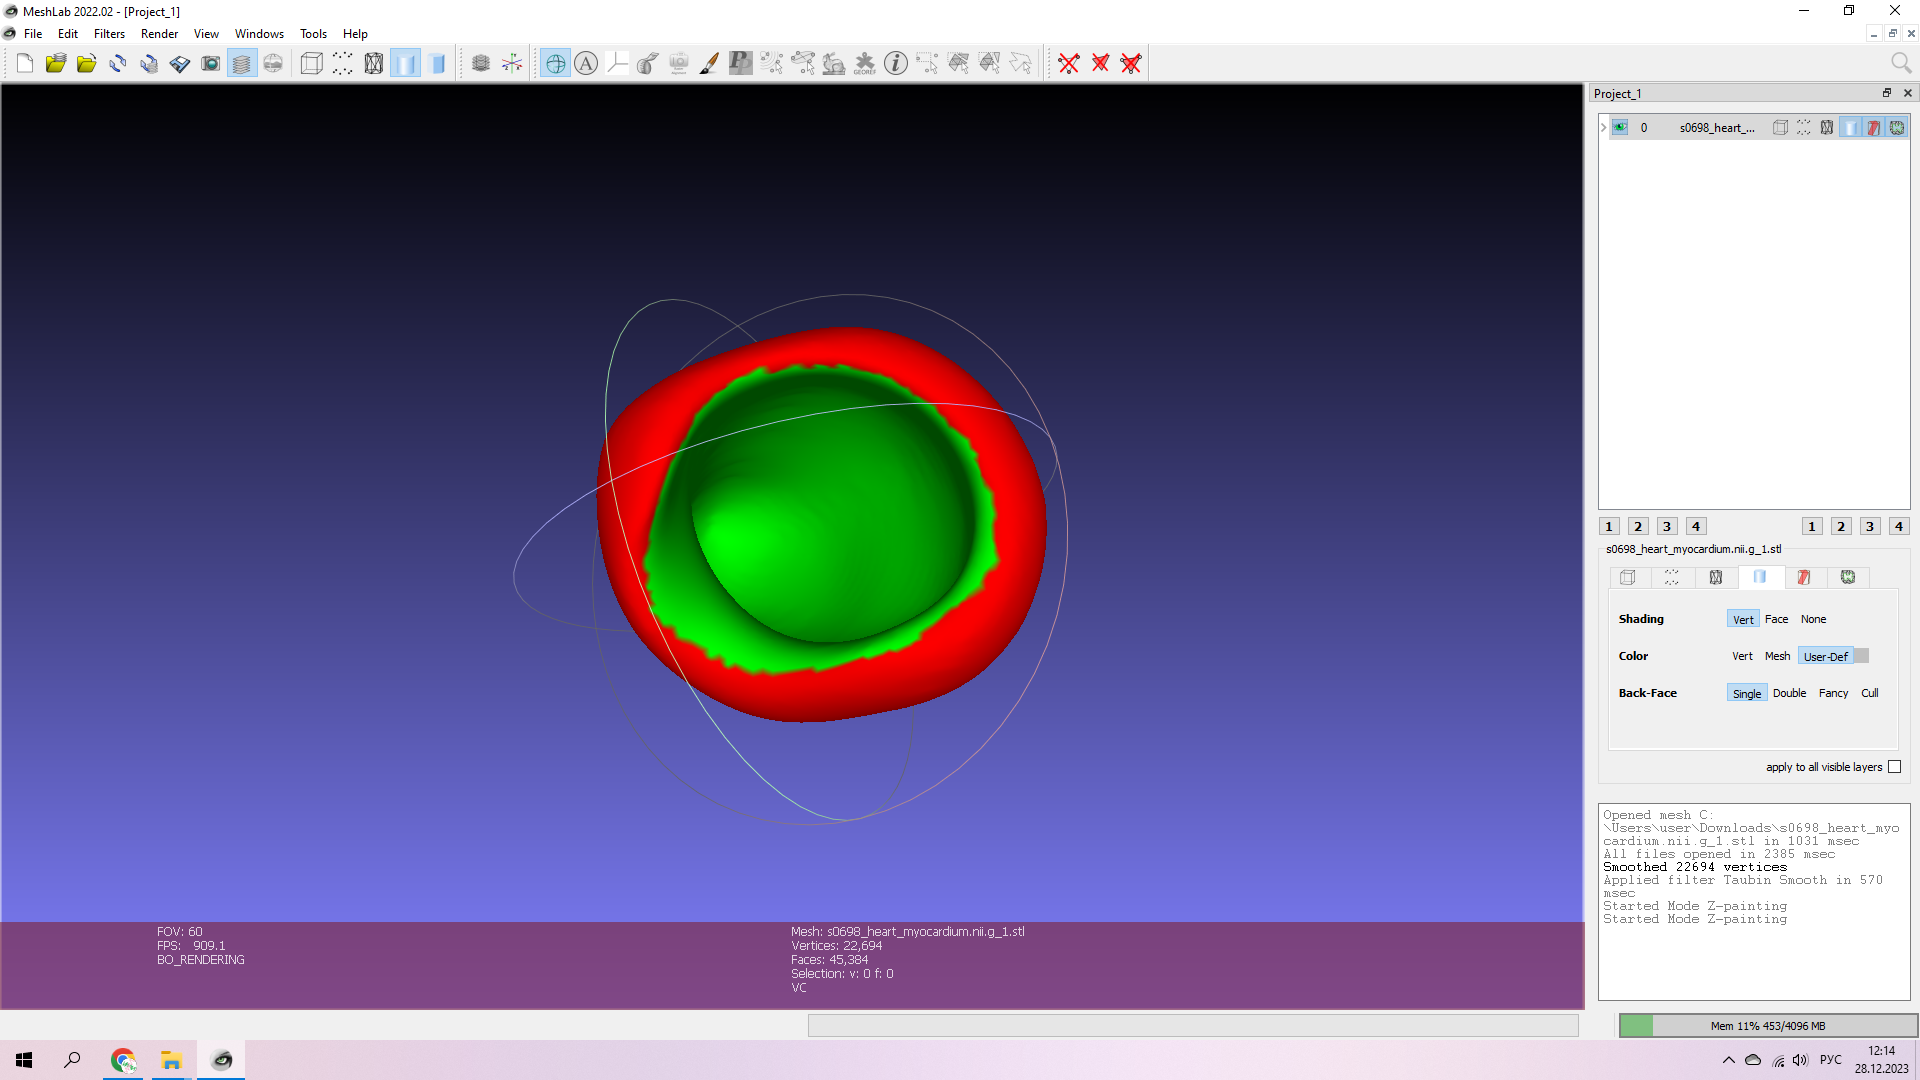 MeshLab 2022.02 - [Project_1]
File Edit Filters Render View Windows Tools Help
A
GEOREF
Project_1
0 s0698_heart_...
1 2 3 4 1 2 3 4
s0698_heart_myocardium.nii.g_1.stl
Shading Vert Face None
Color Vert Mesh User-Def
Back-Face Single Double Fancy Cull
apply to all visible layers
Opened mesh C:
\Users\user\Downloads\s0698_heart_myo
cardium.nii.g_1.stl in 1031 msec
All files opened in 2385 msec
Smoothed 22694 vertices
Applied filter Taubin Smooth in 570
msec
Started Mode Z-painting
Started Mode Z-painting
FOV: 60
FPS: 909.1
BO_RENDERING
Mesh: s0698_heart_myocardium.nii.g_1.stl
Vertices: 22,694
Faces: 45,384
Selection: v: 0 f: 0
VC
Mem 11% 453/4096 MB
РУС
12:14
28.12.2023